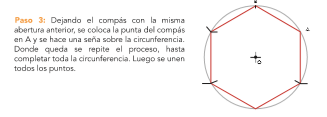 Paso 3: Dejando el compás con la misma
abertura anterior, se coloca la punta del compás
en A y se hace una seña sobre la circunferencia.
Donde queda se repite el proceso, hasta
completar toda la circunferencia. Luego se unen
todos los puntos.